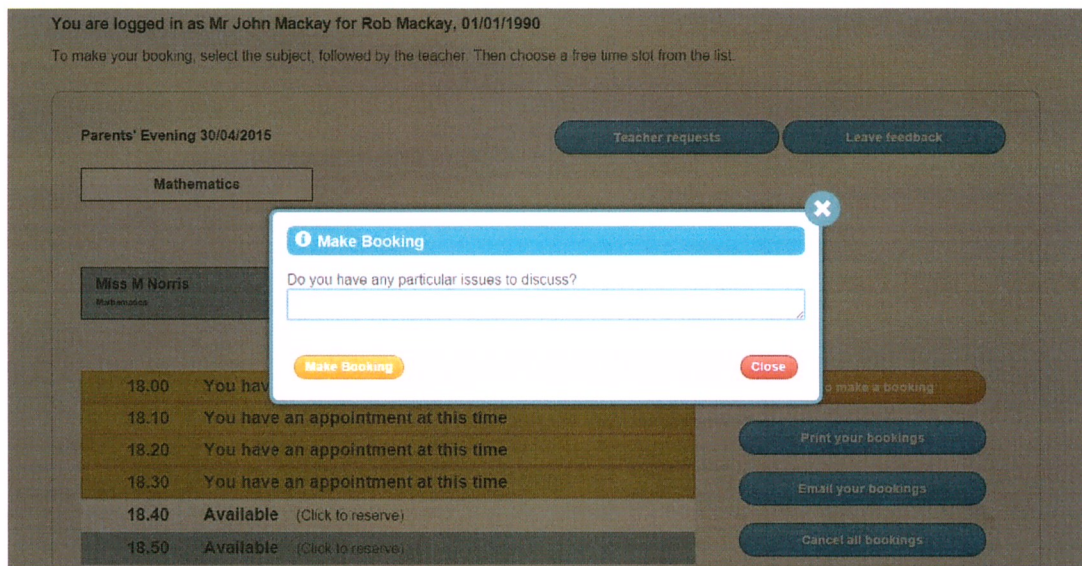 You are logged in as Mr John Mackay for Rob Mackay, 01/01/1990
To make your booking, select the subject, followed by the teacher. Then choose a free time slot from the list.
Parents' Evening 30/04/2015
Teacher requests
Leave feedback
Mathematics
Make Booking
Do you have any particular issues to discuss?
Miss M Norris
Mathematics
Make Booking
Close
18.00 You hav
o make a booking
18.10 You have an appointment at this time
Print your bookings
18.20 You have an appointment at this time
18.30 You have an appointment at this time
Email your bookings
18.40 Available (Click to reserve)
18.50 Available (Click to reserve)
Cancel all bookings